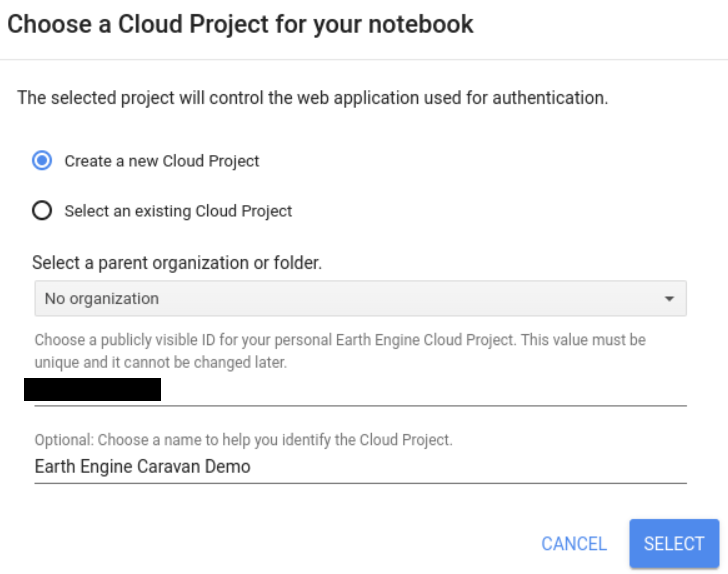 Choose a Cloud Project for your notebook
The selected project will control the web application used for authentication.
Create a new Cloud Project
Select an existing Cloud Project
Select a parent organization or folder.
No organization
Choose a publicly visible ID for your personal Earth Engine Cloud Project. This value must be
unique and it cannot be changed later.
Optional: Choose a name to help you identify the Cloud Project.
Earth Engine Caravan Demo
CANCEL
SELECT